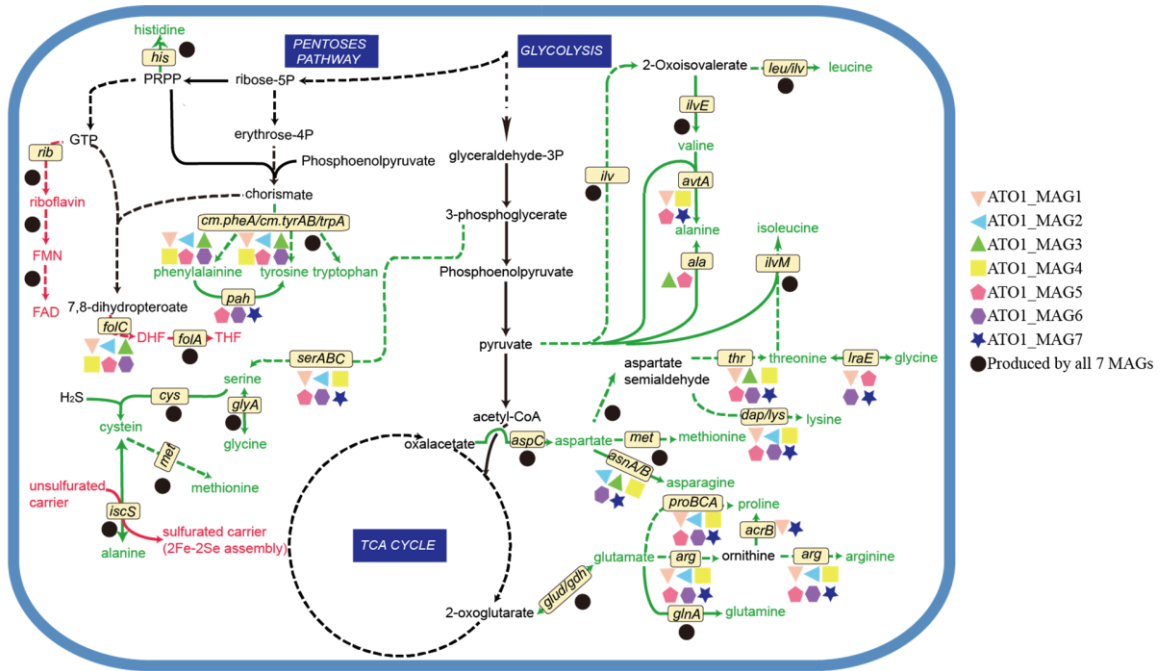 histidine
his
PENTOSES
PATHWAY
GLYCOLYSIS
PRPP
ribose-5P
2-Oxoisovalerate
leu/ilv
leucine
ilvE
GTP
erythrose-4P
rib
Phosphoenolpyruvate
glyceraldehyde-3P
valine
ilv
avtA
riboflavin
chorismate
ATO1_MAG1
cm.pheA/cm.tyrAB/trpA
3-phosphoglycerate
ATO1_MAG2
alanine
isoleucine
FMN
ATO1_MAG3
ala
ilvM
phenylalainine
tyrosine
tryptophan
Phosphoenolpyruvate
ATO1_MAG4
pah
ATO1_MAG5
FAD
7,8-dihydropteroate
ATO1_MAG6
folC
DHF
folA
THF
ATO1_MAG7
pyruvate
serABC
aspartate
semialdehyde
thr
threonine
lraE
glycine
Produced by all 7 MAGs
serine
H₂S
cys
glyA
acetyl-CoA
dap/lys
lysine
cystein
glycine
oxalacetate
aspC
aspartate
met
methionine
met
asnA/B
asparagine
methionine
unsulfurated
carrier
proBCA
proline
iscS
acrB
sulfurated carrier
(2Fe-2Se assembly)
alanine
TCA CYCLE
glutamate
arg
ornithine
arg
arginine
glud/gdh
2-oxoglutarate
glnA
glutamine